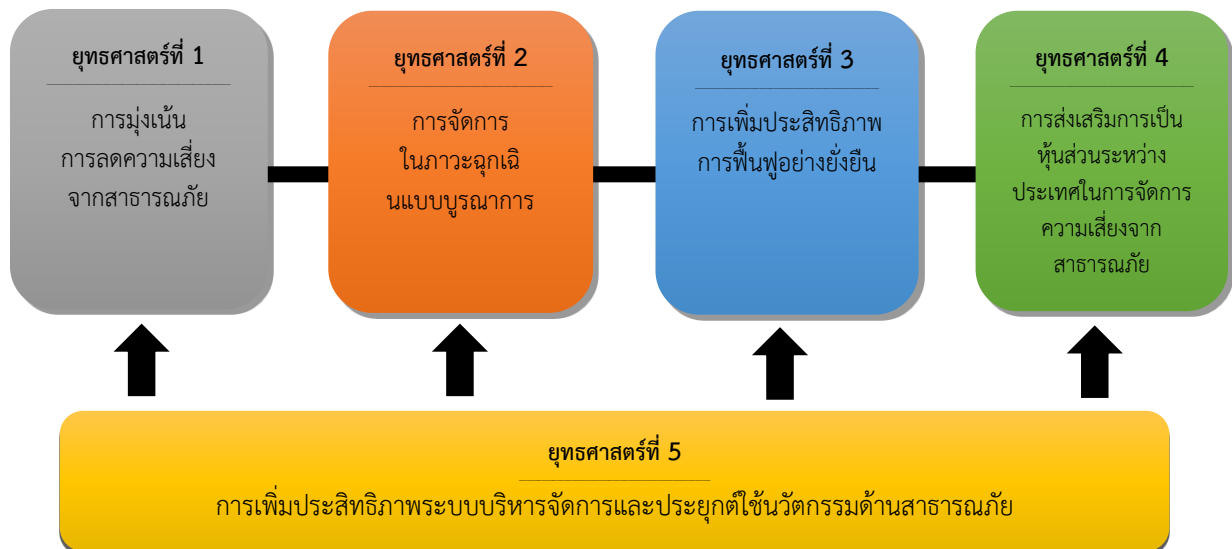 ยุทธศาสตร์ที่ 1
การมุ่งเน้น
การลดความเสี่ยง
จากสาธารณภัย
ยุทธศาสตร์ที่ 2
การจัดการ
ในภาวะฉุกเฉิ
นแบบบูรณาการ
ยุทธศาสตร์ที่ 3
การเพิ่มประสิทธิภาพ
การฟื้นฟูอย่างยั่งยืน
ยุทธศาสตร์ที่ 4
การส่งเสริมการเป็น
หุ้นส่วนระหว่าง
ประเทศในการจัดการ
ความเสี่ยงจาก
สาธารณภัย
ยุทธศาสตร์ที่ 5
การเพิ่มประสิทธิภาพระบบบริหารจัดการและประยุกต์ใช้นวัตกรรมด้านสาธารณภัย